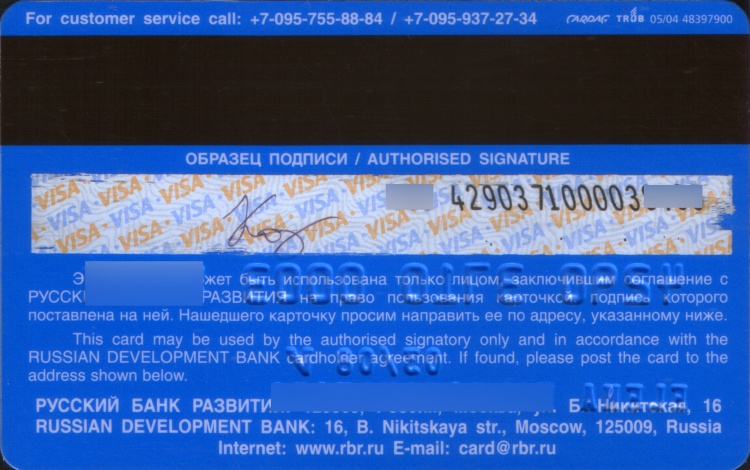 For customer service call: +7-095-755-88-84 / +7-095-937-27-34 TRÜB 05/04 48397900
ОБРАЗЕЦ ПОДПИСИ / AUTHORISED SIGNATURE
429037100003
может быть использована только лицом, заключившим соглашение с
РАЗВИТИЯ на право пользования карточкой, подпись которого
поставлена на ней. Нашедшего карточку просим направить ее по адресу, указанному ниже.
This card may be used by the authorised signatory only and in accordance with the
RUSSIAN DEVELOPMENT BANK cardholder agreement. If found, please post the card to the
address shown below.
РУССКИЙ БАНК Б. Никитская, 16
RUSSIAN DEVELOPMENT BANK: 16, B. Nikitskaya str., Moscow, 125009, Russia
Internet: www.rbr.ru E-mail: card@rbr.ru